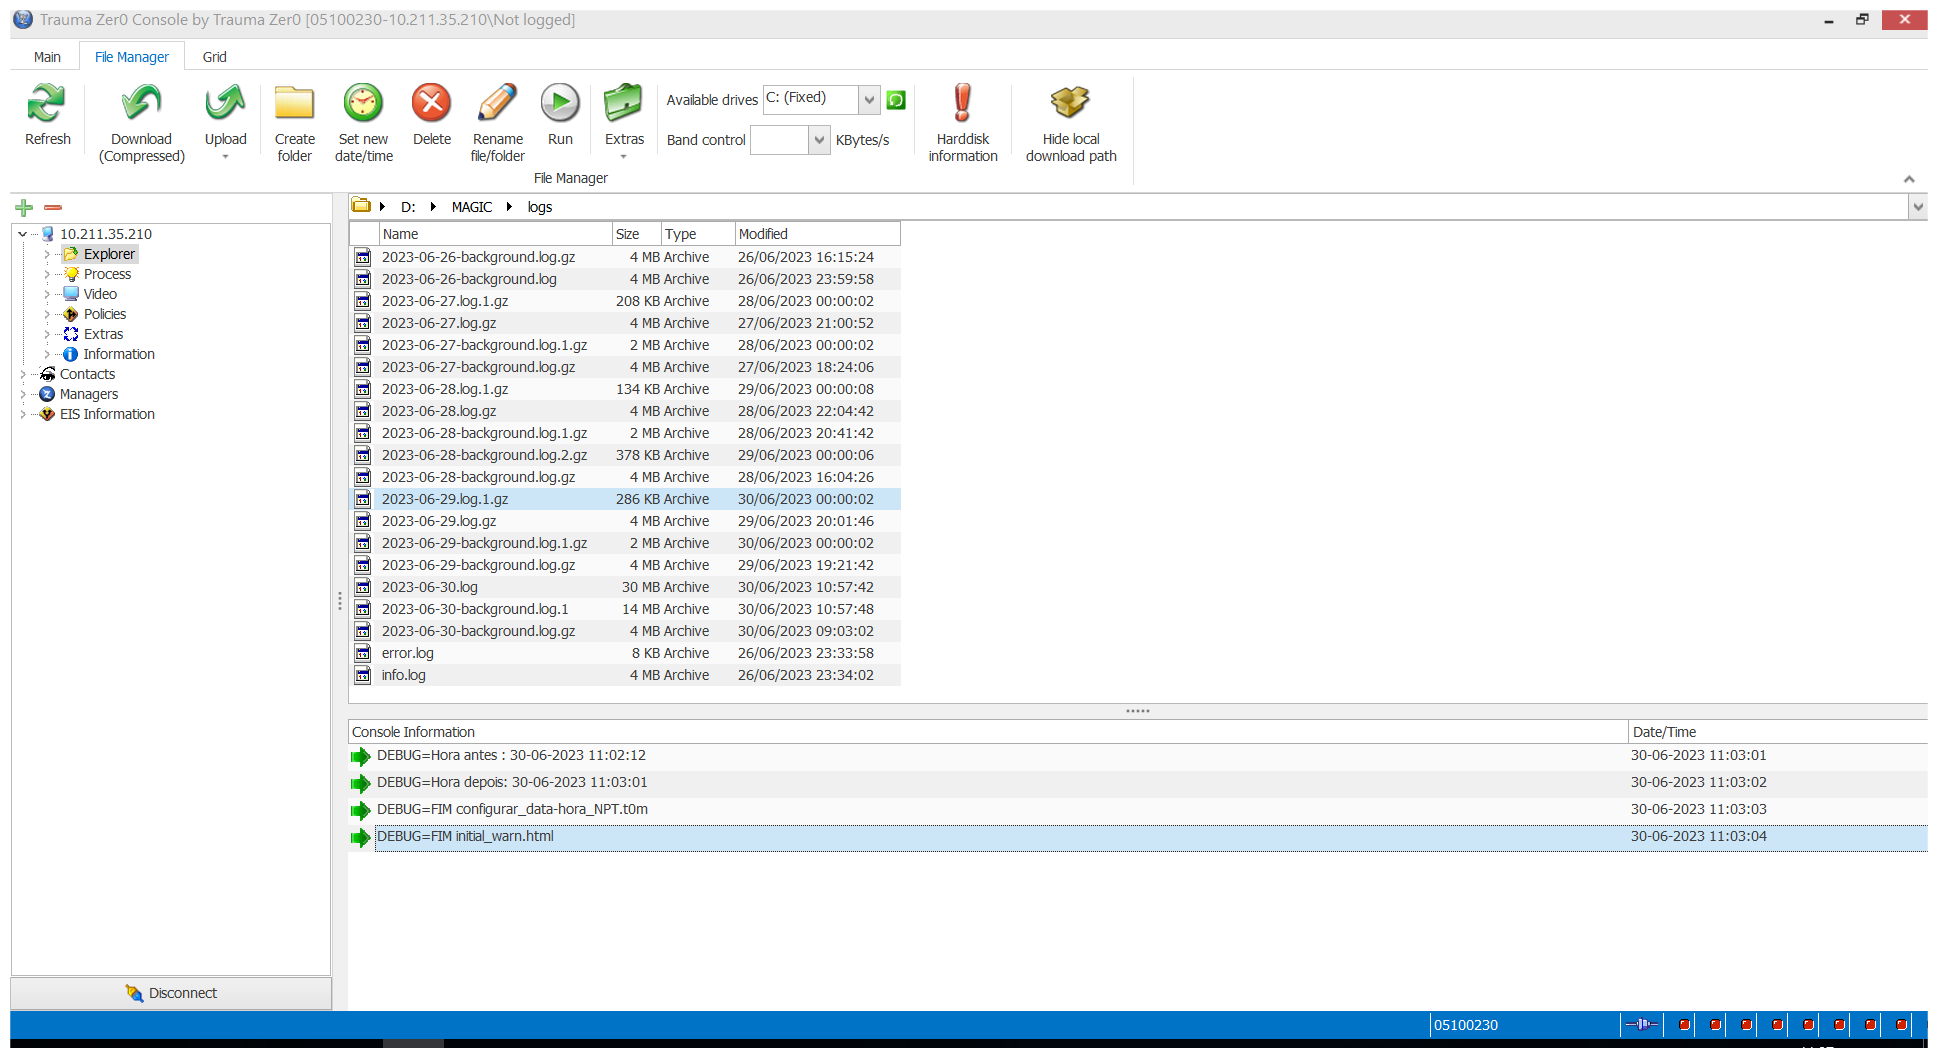 Trauma Zer0 Console by Trauma Zer0 [05100230-10.211.35.210\Not logged]
Main File Manager Grid
Refresh
Download (Compressed)
Upload
Create folder
Set new date/time
Delete
Rename file/folder
Run
Extras
Available drives C: (Fixed)
Band control KBytes/s
Harddisk information
Hide local download path
File Manager
10.211.35.210
Explorer
Process
Video
Policies
Extras
Information
Contacts
Managers
EIS Information
Disconnect
D: MAGIC logs
Name Size Type Modified
2023-06-26-background.log.gz 4 MB Archive 26/06/2023 16:15:24
2023-06-26-background.log 4 MB Archive 26/06/2023 23:59:58
2023-06-27.log.1.gz 208 KB Archive 28/06/2023 00:00:02
2023-06-27.log.gz 4 MB Archive 27/06/2023 21:00:52
2023-06-27-background.log.1.gz 2 MB Archive 28/06/2023 00:00:02
2023-06-27-background.log.gz 4 MB Archive 27/06/2023 18:24:06
2023-06-28.log.1.gz 134 KB Archive 29/06/2023 00:00:08
2023-06-28.log.gz 4 MB Archive 28/06/2023 22:04:42
2023-06-28-background.log.1.gz 2 MB Archive 28/06/2023 20:41:42
2023-06-28-background.log.2.gz 378 KB Archive 29/06/2023 00:00:06
2023-06-28-background.log.gz 4 MB Archive 28/06/2023 16:04:26
2023-06-29.log.1.gz 286 KB Archive 30/06/2023 00:00:02
2023-06-29.log.gz 4 MB Archive 29/06/2023 20:01:46
2023-06-29-background.log.1.gz 2 MB Archive 30/06/2023 00:00:02
2023-06-29-background.log.gz 4 MB Archive 29/06/2023 19:21:42
2023-06-30.log 30 MB Archive 30/06/2023 10:57:42
2023-06-30-background.log.1 14 MB Archive 30/06/2023 10:57:48
2023-06-30-background.log.gz 4 MB Archive 30/06/2023 09:03:02
error.log 8 KB Archive 26/06/2023 23:33:58
info.log 4 MB Archive 26/06/2023 23:34:02
Console Information Date/Time
DEBUG=Hora antes : 30-06-2023 11:02:12 30-06-2023 11:03:01
DEBUG=Hora depois: 30-06-2023 11:03:01 30-06-2023 11:03:02
DEBUG=FIM configurar_data-hora_NPT.t0m 30-06-2023 11:03:03
DEBUG=FIM initial_warn.html 30-06-2023 11:03:04
05100230